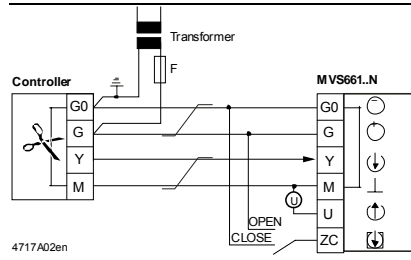 Transformer
F
Controller
MVS661..N
G0
G0
G
G
Y
Y
M
M
U
U
OPEN
CLOSE
ZC
4717A02en